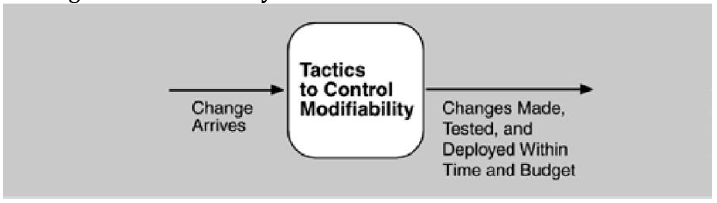 Tactics
to Control
Modifiability
Change
Arrives
Changes Made,
Tested, and
Deployed Within
Time and Budget